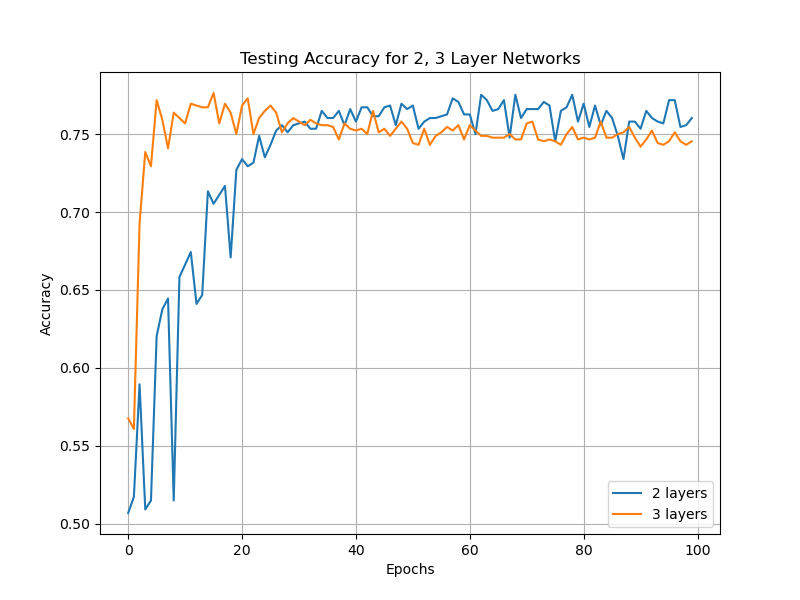 Testing Accuracy for 2, 3 Layer Networks
Accuracy
0.75
0.70
0.65
0.60
0.55
0.50
0
20
40
60
80
100
Epochs
2 layers
3 layers